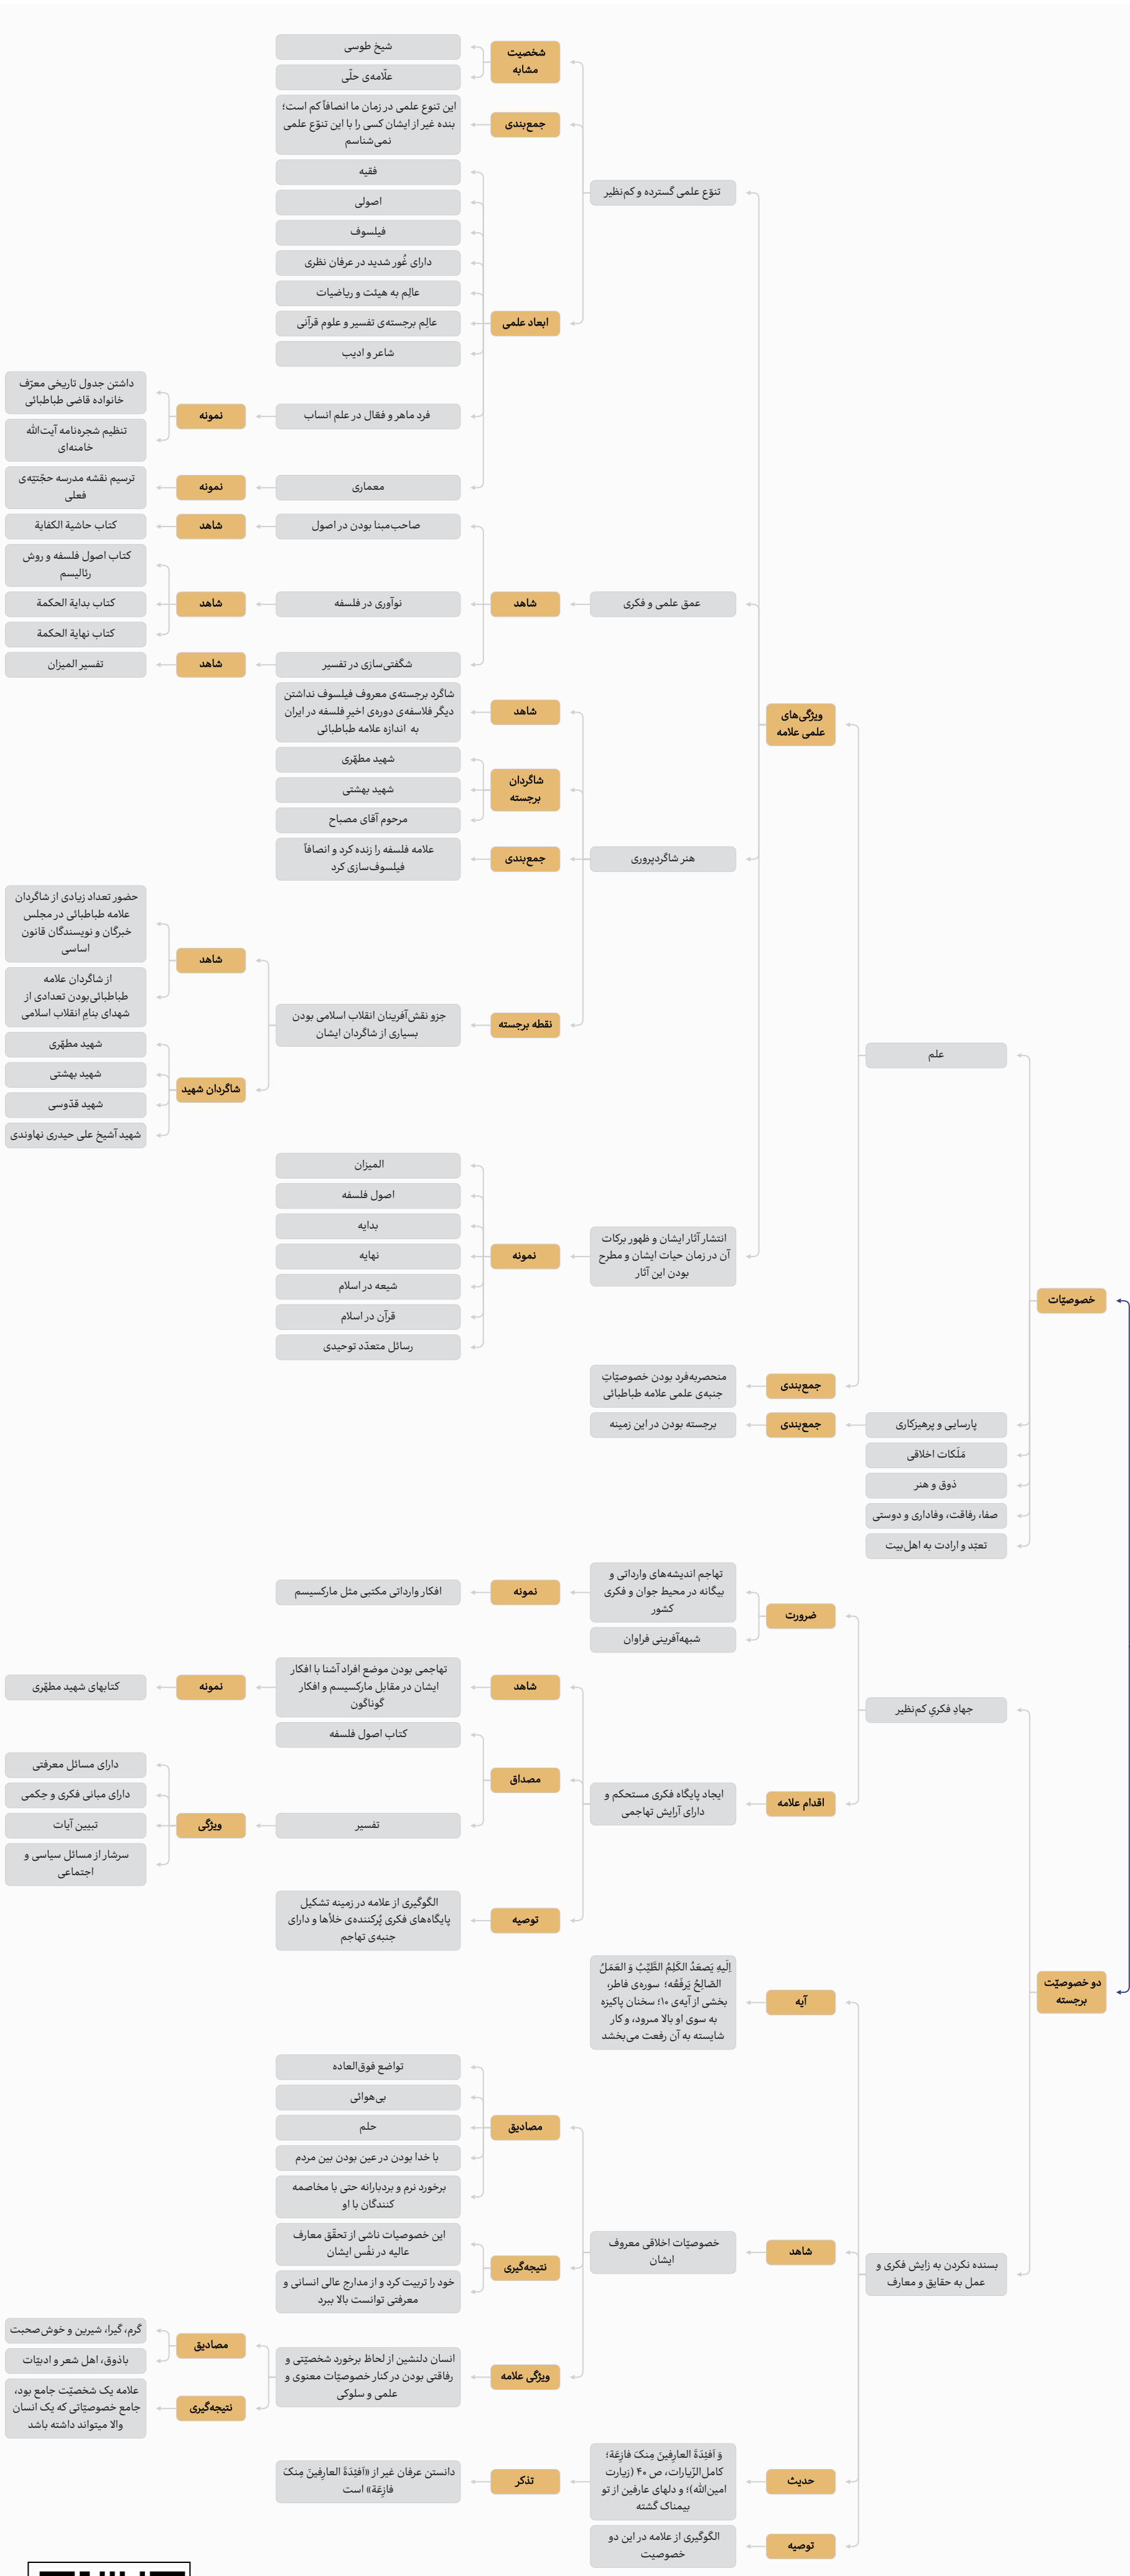 خصوصیّات
علم
ویژگی‌های
علمی علامه
تنوّع علمی گسترده و کم‌نظیر
شخصیت
مشابه
شیخ طوسی
علّامه‌ی حلّی
جمع‌بندی
این تنوع علمی در زمان ما انصافاً کم است؛
بنده غیر از ایشان کسی را با این تنوّع علمی
نمی‌شناسم
ابعاد علمی
فقیه
اصولی
فیلسوف
دارای غُور شدید در عرفان نظری
عالِم به هیئت و ریاضیات
عالِم برجسته‌ی تفسیر و علوم قرآنی
شاعر و ادیب
فرد ماهر و فعّال در علم انساب
نمونه
داشتن جدول تاریخی معرّف
خانواده قاضی طباطبائی
تنظیم شجره‌نامه آیت‌الله
خامنه‌ای
معماری
نمونه
ترسیم نقشه مدرسه حجّتیّه‌ی
فعلی
عمق علمی و فکری
شاهد
صاحب‌مبنا بودن در اصول
شاهد
کتاب حاشیة الکفایة
نوآوری در فلسفه
شاهد
کتاب اصول فلسفه و روش
رئالیسم
کتاب بدایة الحکمة
کتاب نهایة الحکمة
شگفتی‌سازی در تفسیر
شاهد
تفسیر المیزان
هنر شاگردپروری
شاهد
شاگرد برجسته‌ی معروف فیلسوف نداشتن
دیگر فلاسفه‌ی دوره‌ی اخیرِ فلسفه در ایران
به اندازه علامه طباطبائی
شاگردان
برجسته
شهید مطهّری
شهید بهشتی
مرحوم آقای مصباح
جمع‌بندی
علامه فلسفه را زنده کرد و انصافاً
فیلسوف‌سازی کرد
نقطه برجسته
جزو نقش‌آفرینان انقلاب اسلامی بودن
بسیاری از شاگردان ایشان
شاهد
حضور تعداد زیادی از شاگردان
علامه طباطبائی در مجلس
خبرگان و نویسندگان قانون
اساسی
از شاگردان علامه
طباطبائی‌بودن تعدادی از
شهدای بنامِ انقلاب اسلامی
شاگردان شهید
شهید مطهّری
شهید بهشتی
شهید قدّوسی
شهید آشیخ علی حیدری نهاوندی
انتشار آثار ایشان و ظهور برکات
آن در زمان حیات ایشان و مطرح
بودن این آثار
نمونه
المیزان
اصول فلسفه
بدایه
نهایه
شیعه در اسلام
قرآن در اسلام
رسائل متعدّد توحیدی
جمع‌بندی
منحصربه‌فرد بودن خصوصیّاتِ
جنبه‌ی علمی علامه طباطبائی
پارسایی و پرهیزکاری
جمع‌بندی
برجسته بودن در این زمینه
مَلَکات اخلاقی
ذوق و هنر
صفا، رفاقت، وفاداری و دوستی
تعبّد و ارادت به اهل‌بیت
دو خصوصیّت
برجسته
جهادِ فکریِ کم‌نظیر
ضرورت
تهاجم اندیشه‌های وارداتی و
بیگانه در محیط جوان و فکری
کشور
نمونه
افکار وارداتی مکتبی مثل مارکسیسم
شبهه‌آفرینی فراوان
اقدام علامه
ایجاد پایگاه فکری مستحکم و
دارای آرایش تهاجمی
شاهد
تهاجمی بودن موضع افراد آشنا با افکار
ایشان در مقابل مارکسیسم و افکار
گوناگون
نمونه
کتابهای شهید مطهّری
مصداق
کتاب اصول فلسفه
تفسیر
ویژگی
دارای مسائل معرفتی
دارای مبانی فکری و حِکمی
تبیین آیات
سرشار از مسائل سیاسی و
اجتماعی
توصیه
الگوگیری از علامه در زمینه تشکیل
پایگاه‌های فکری پُرکننده‌ی خلأها و دارای
جنبه‌ی تهاجم
بسنده نکردن به زایش فکری و
عمل به حقایق و معارف
آیه
اِلَیهِ یَصعَدُ الکَلِمُ الطَّیِّبُ وَ العَمَلُ
الصّالِحُ یَرفَعُه؛ سوره‌ی فاطر،
بخشی از آیه‌ی ۱۰؛ سخنان پاکیزه
به سوی او بالا میرود، و کار
شایسته به آن رفعت می‌بخشد
شاهد
خصوصیّات اخلاقی معروف
ایشان
مصادیق
تواضع فوق‌العاده
بی‌هوائی
حلم
با خدا بودن در عین بودن بین مردم
برخورد نرم و بردبارانه حتی با مخاصمه
کنندگان با او
نتیجه‌گیری
این خصوصیات ناشی از تحقّق معارف
عالیه در نفْس ایشان
خود را تربیت کرد و از مدارج عالی انسانی و
معرفتی توانست بالا ببرد
ویژگی علامه
انسان دلنشین از لحاظ برخورد شخصیّتی و
رفاقتی بودن در کنار خصوصیّات معنوی و
علمی و سلوکی
مصادیق
گرم، گیرا، شیرین و خوش‌صحبت
باذوق، اهل شعر و ادبیّات
نتیجه‌گیری
علامه یک شخصیّت جامع بود،
جامع خصوصیّاتی که یک انسان
والا میتواند داشته باشد
حدیث
وَ اَفئِدَةَ العارِفینَ مِنکَ فازِعَة؛
کامل‌الزّیارات، ص ۴۰ (زیارت
امین‌الله)؛ و دلهای عارفین از تو
بیمناک گشته
تذکر
دانستن عرفان غیر از «اَفئِدَةَ العارِفینَ مِنکَ
فازِعَة» است
توصیه
الگوگیری از علامه در این دو
خصوصیت